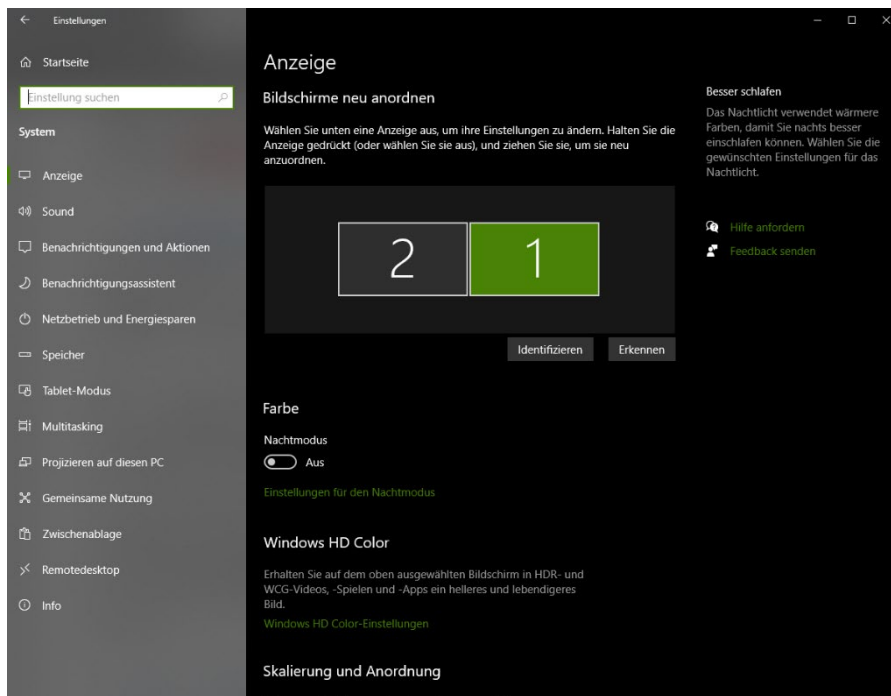 Einstellungen
Startseite
Einstellung suchen
System
Anzeige
Sound
Benachrichtigungen und Aktionen
Benachrichtigungsassistent
Netzbetrieb und Energiesparen
Speicher
Tablet-Modus
Multitasking
Projizieren auf diesen PC
Gemeinsame Nutzung
Zwischenablage
Remotedesktop
Info
Anzeige
Bildschirme neu anordnen
Wählen Sie unten eine Anzeige aus, um ihre Einstellungen zu ändern. Halten Sie die
Anzeige gedrückt (oder wählen Sie sie aus), und ziehen Sie sie, um sie neu
anzuordnen.
2
1
Identifizieren
Erkennen
Farbe
Nachtmodus
Aus
Einstellungen für den Nachtmodus
Windows HD Color
Erhalten Sie auf dem oben ausgewählten Bildschirm in HDR- und
WCG-Videos, -Spielen und -Apps ein helleres und lebendigeres
Bild.
Windows HD Color-Einstellungen
Skalierung und Anordnung
Besser schlafen
Das Nachtlicht verwendet wärmere
Farben, damit Sie nachts besser
einschlafen können. Wählen Sie die
gewünschten Einstellungen für das
Nachtlicht.
Hilfe anfordern
Feedback senden